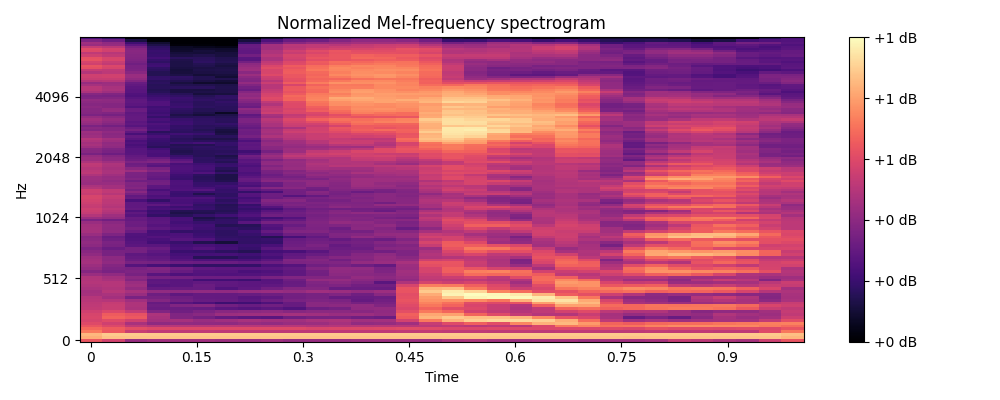 Normalized Mel-frequency spectrogram
Hz
4096
2048
1024
512
0
0 0.15 0.3 0.45 0.6 0.75 0.9
Time
+1 dB
+1 dB
+1 dB
+0 dB
+0 dB
+0 dB